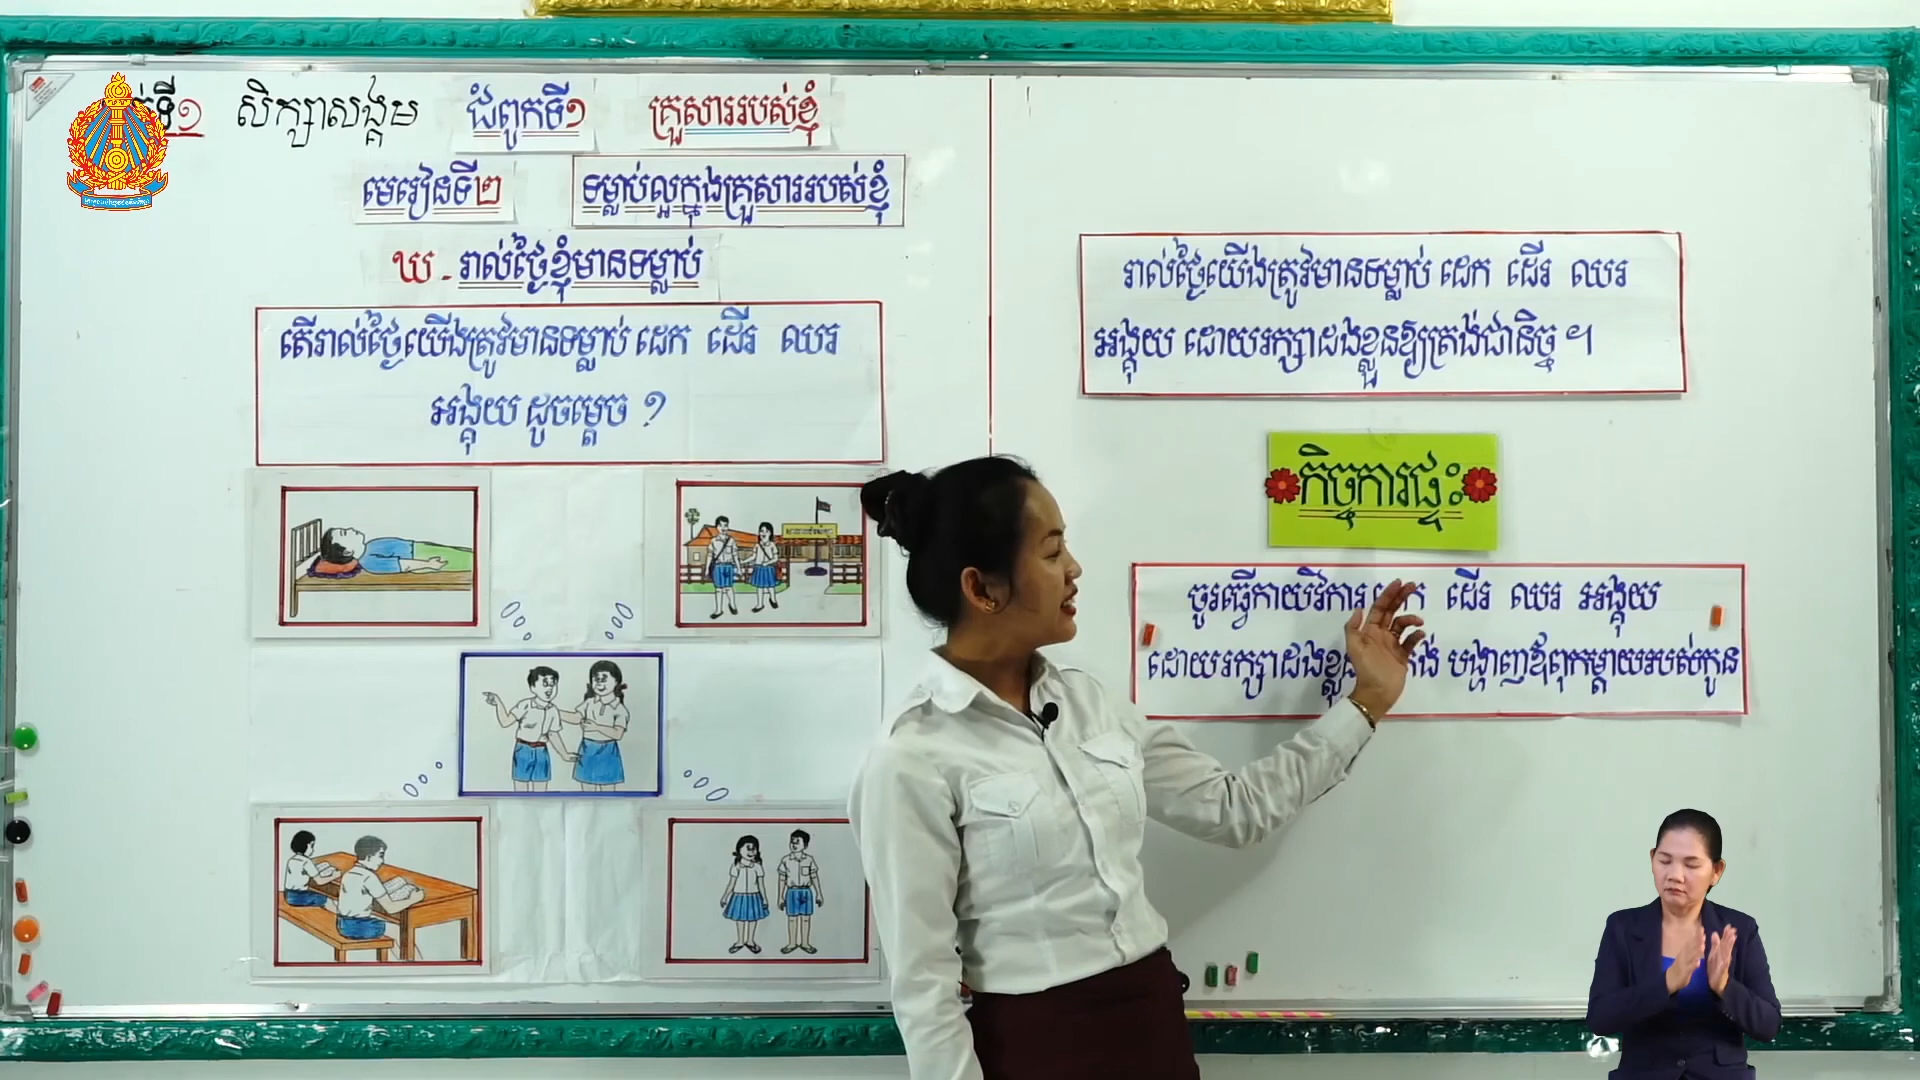 ទី១ សិក្សាសង្គម ជំពូកទី១ គ្រួសាររបស់ខ្ញុំ
មេរៀនទី២ ទម្លាប់ល្អក្នុងគ្រួសាររបស់ខ្ញុំ
ឃ - រាល់ថ្ងៃខ្ញុំមានទម្លាប់
តើរាល់ថ្ងៃយើងត្រូវមានទម្លាប់ ដេក ដើរ ឈរ
អង្គុយ ដូចម្ដេច ?
រាល់ថ្ងៃយើងត្រូវមានទម្លាប់ ដេក ដើរ ឈរ
អង្គុយ ដោយរក្សាដងខ្លួនឱ្យត្រង់ជានិច្ច ។
កិច្ចការផ្ទះ
ចូរធ្វើកាយវិការ ដើរ ឈរ អង្គុយ
ដោយរក្សាដងខ្លួន បង្ហាញឪពុកម្ដាយរបស់កូន